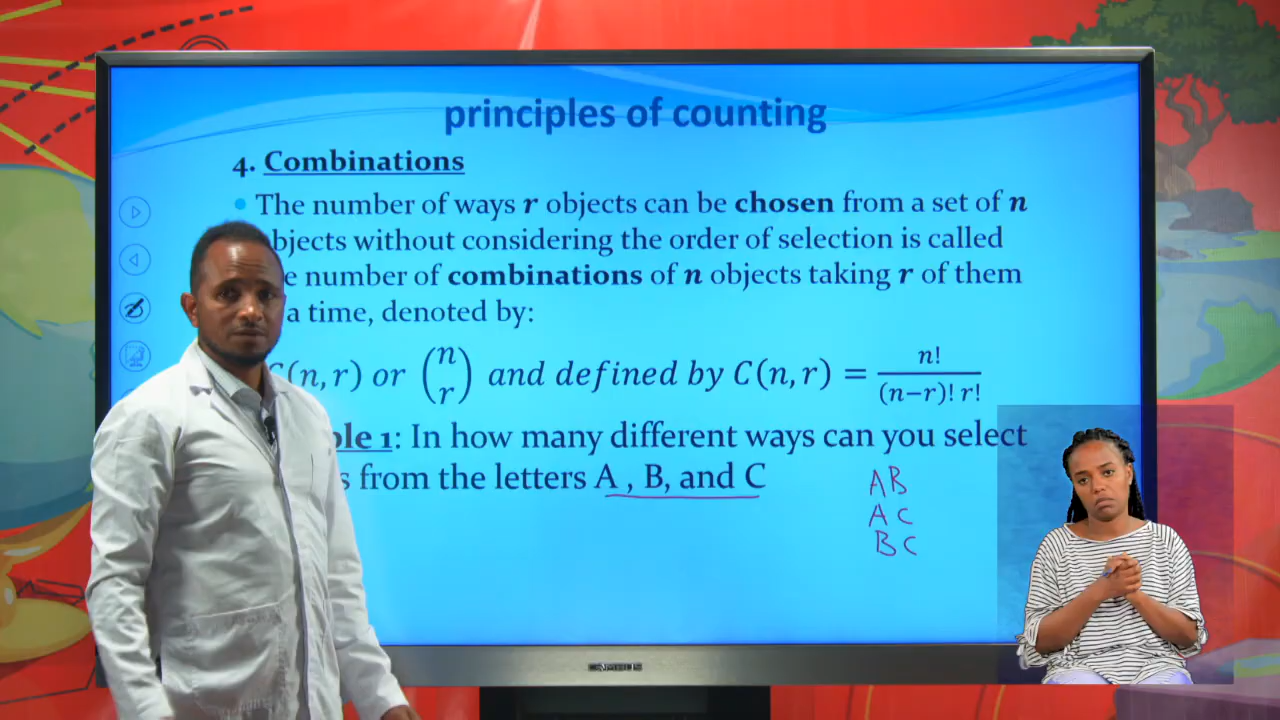 principles of counting
4. Combinations
• The number of ways r objects can be chosen from a set of n
bjects without considering the order of selection is called
e number of combinations of n objects taking r of them
a time, denoted by:
C(n, r) or (n r) and defined by C(n, r) = n! / (n−r)! r!
ble 1: In how many different ways can you select
s from the letters A , B, and C
AB
AC
BC